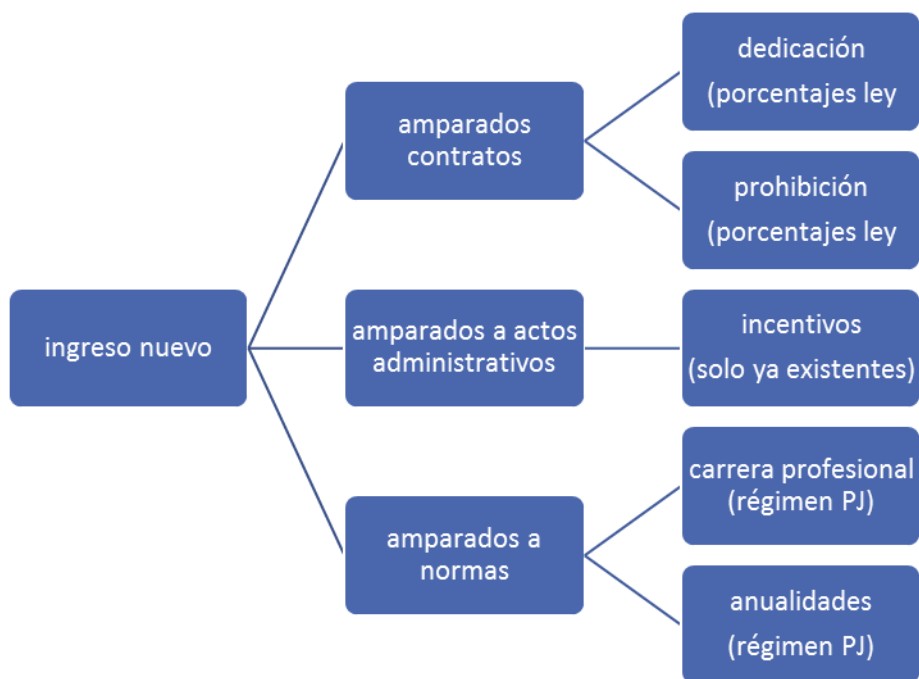 ingreso nuevo
amparados
contratos
dedicación
(porcentajes ley
prohibición
(porcentajes ley
amparados a actos
administrativos
incentivos
(solo ya existentes)
amparados a
normas
carrera profesional
(régimen PJ)
anualidades
(régimen PJ)